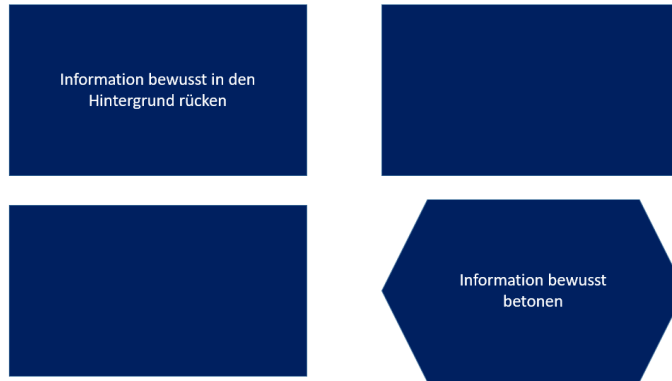 Information bewusst in den
Hintergrund rücken
Information bewusst
betonen